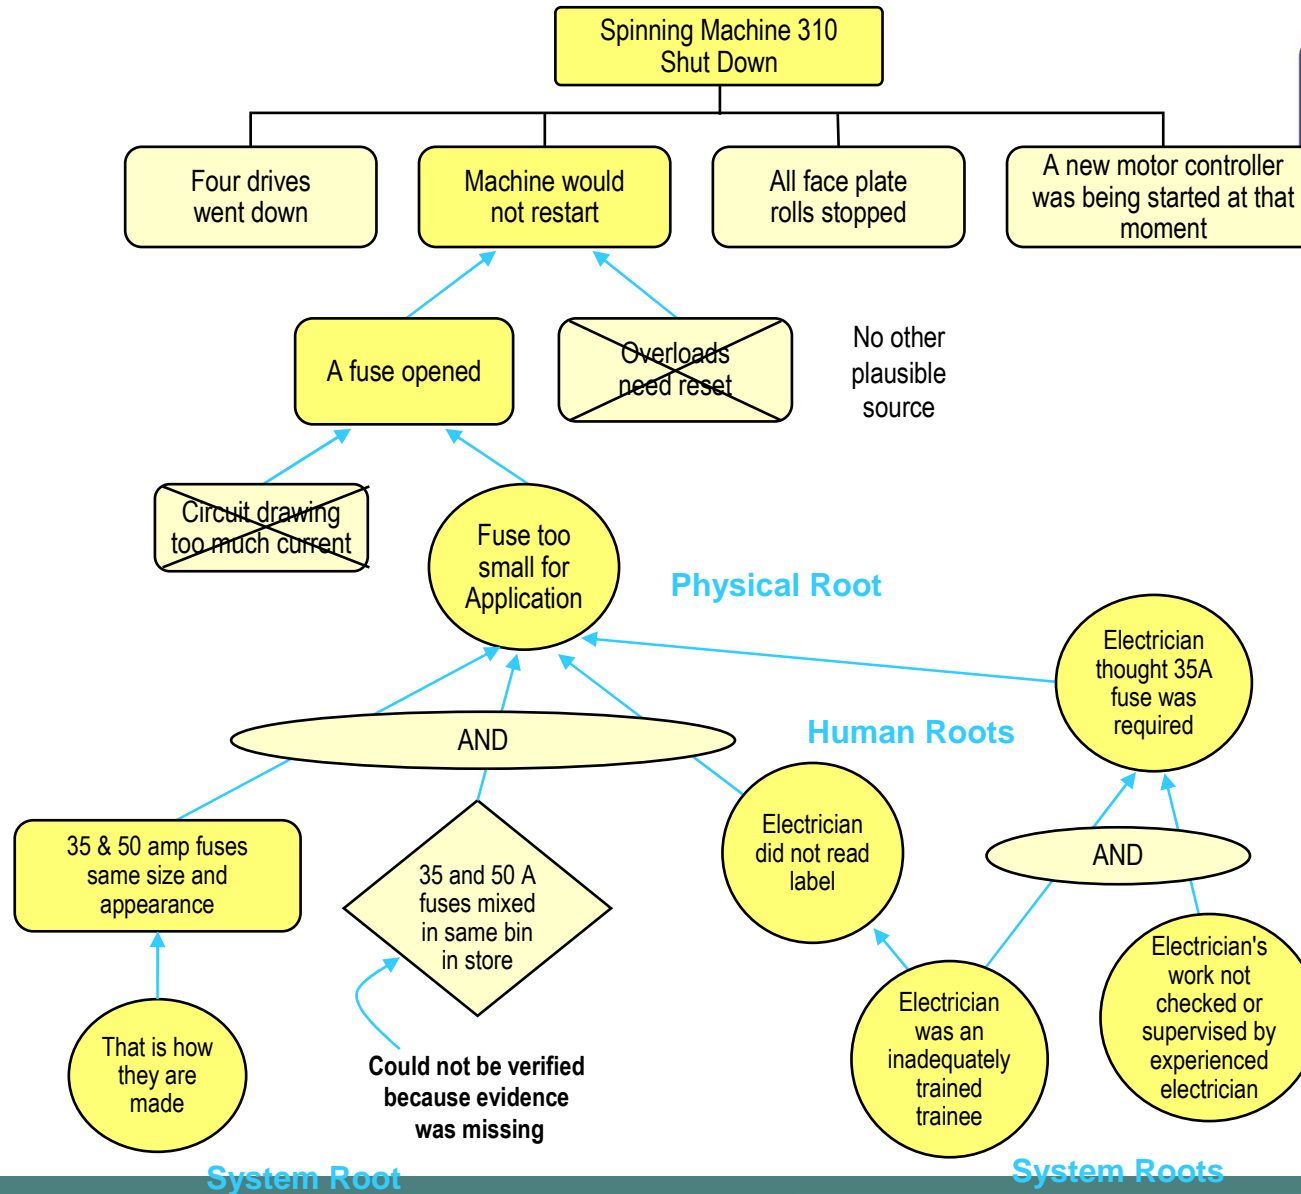 Spinning Machine 310
Shut Down
Four drives
went down
Machine would
not restart
All face plate
rolls stopped
A new motor controller
was being started at that
moment
A fuse opened
Overloads
need reset
No other
plausible
source
Circuit drawing
too much current
Fuse too
small for
Application
Physical Root
Electrician
thought 35A
fuse was
required
AND
Human Roots
35 & 50 amp fuses
same size and
appearance
35 and 50 A
fuses mixed
in same bin
in store
Electrician
did not read
label
AND
That is how
they are
made
Could not be verified
because evidence
was missing
Electrician
was an
inadequately
trained
trainee
Electrician's
work not
checked or
supervised by
experienced
electrician
System Root
System Roots